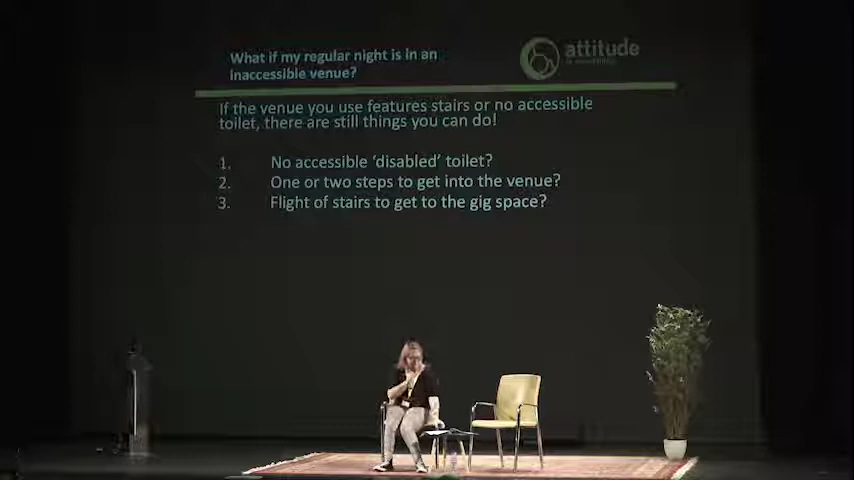 What if my regular night is in an
inaccessible venue?
attitude
If the venue you use features stairs or no accessible
toilet, there are still things you can do!
1. No accessible ‘disabled’ toilet?
2. One or two steps to get into the venue?
3. Flight of stairs to get to the gig space?